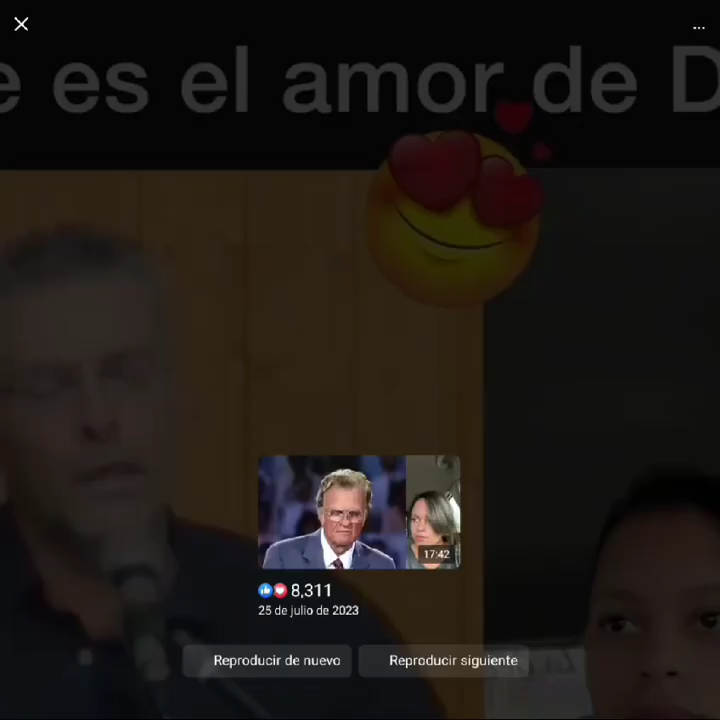 ...
e es el amor de D
17:42
8,311
25 de julio de 2023
Reproducir de nuevo
Reproducir siguiente